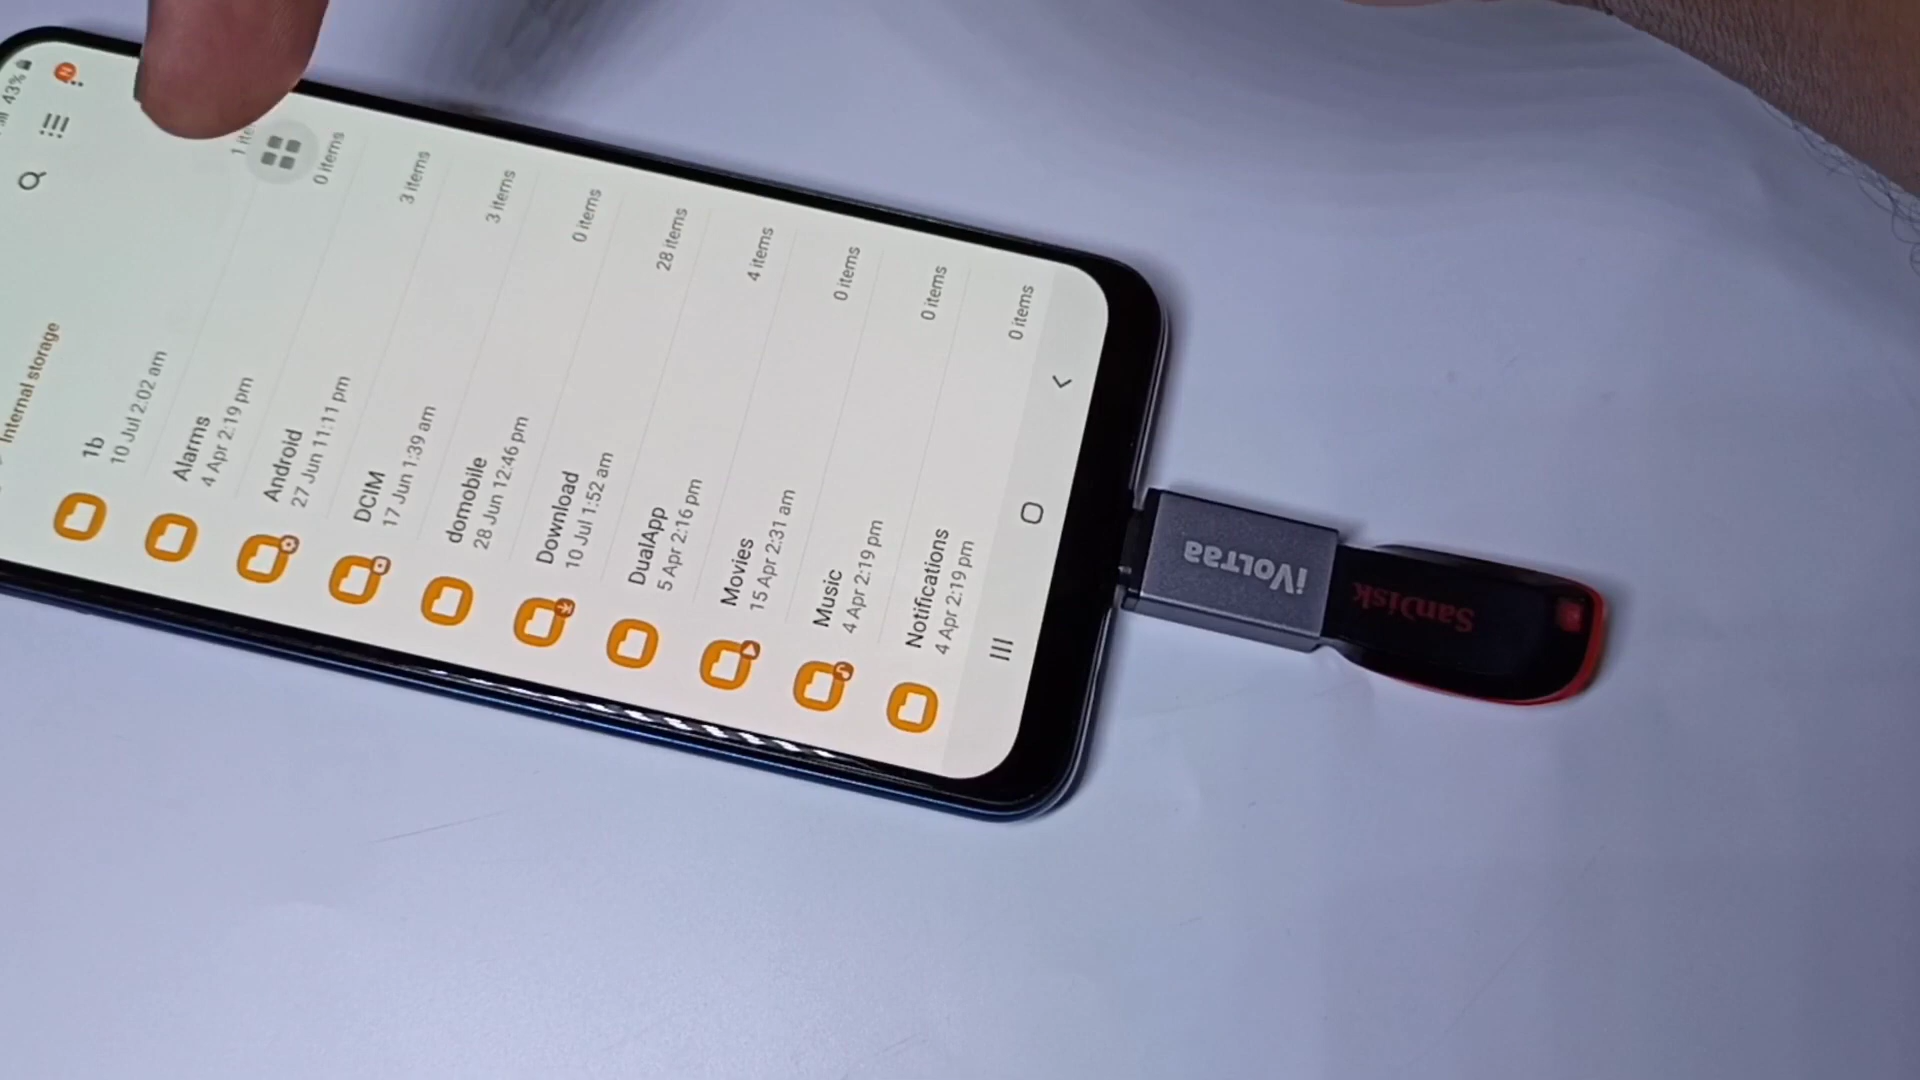 43%
N
Internal storage
1b
10 Jul 2:02 am
1 ite
Alarms
4 Apr 2:19 pm
0 items
Android
27 Jun 11:11 pm
3 items
DCIM
17 Jun 1:39 am
3 items
domobile
28 Jun 12:46 pm
0 items
Download
10 Jul 1:52 am
28 items
DualApp
5 Apr 2:16 pm
4 items
Movies
15 Apr 2:31 am
0 items
Music
4 Apr 2:19 pm
0 items
Notifications
4 Apr 2:19 pm
0 items
iVoltaa
SanDisk